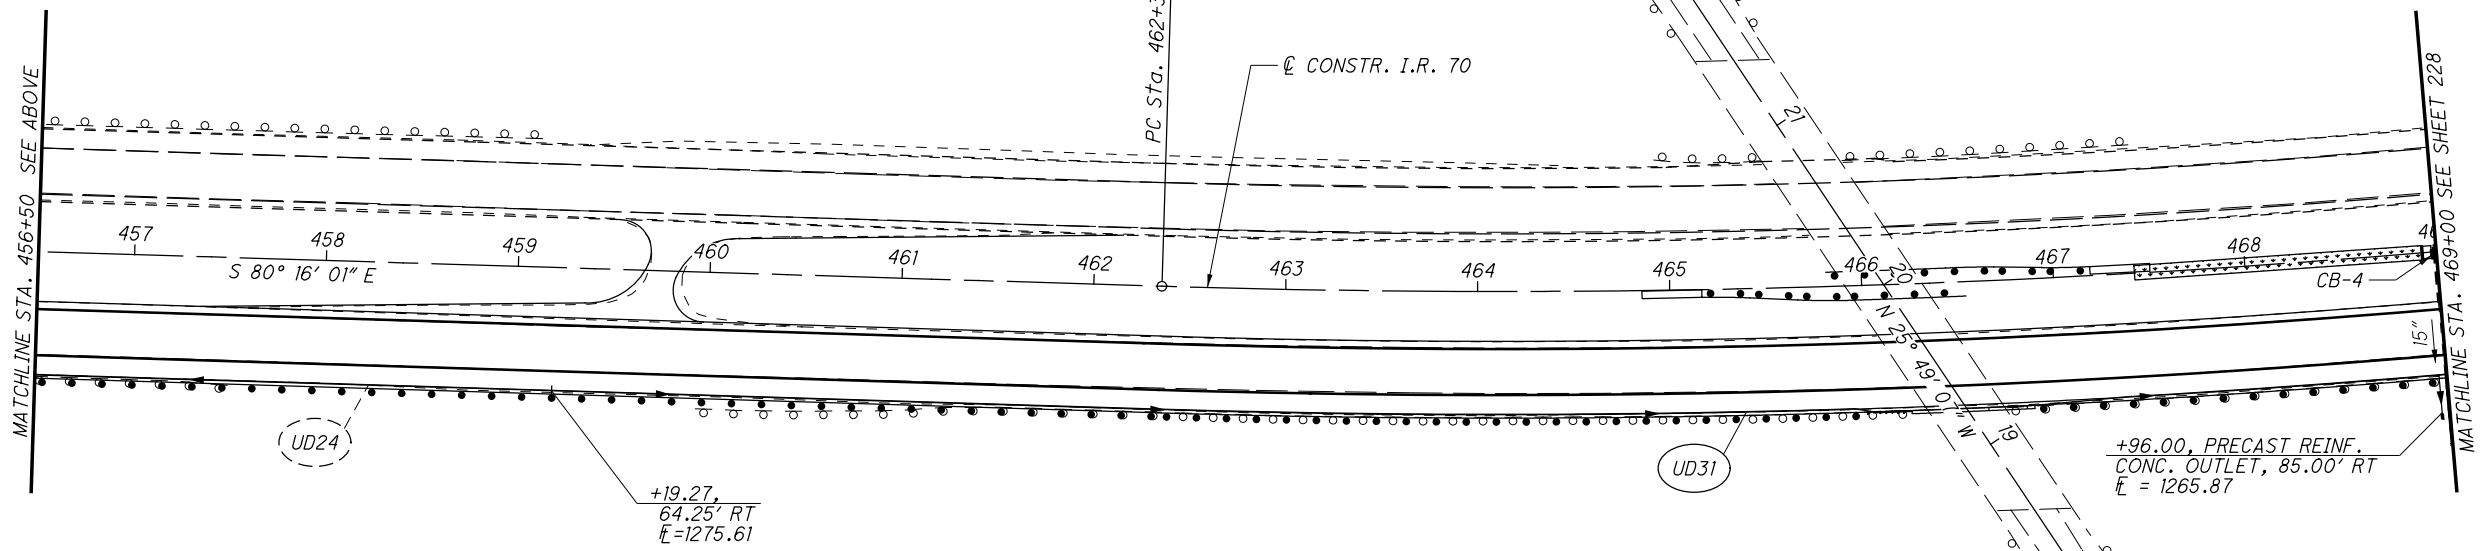 MATCHLINE STA. 456+50 SEE ABOVE
PC Sta. 462+3
℄ CONSTR. I.R. 70
21
MATCHLINE STA. 469+00 SEE SHEET 228
457
458
459
460
461
462
463
464
465
466
467
468
S 80° 16' 01" E
20
CB-4
N 25° 49' 01" W
15"
19
UD24
UD31
+19.27,
64.25' RT
FL=1275.61
+96.00, PRECAST REINF.
CONC. OUTLET, 85.00' RT
FL = 1265.87